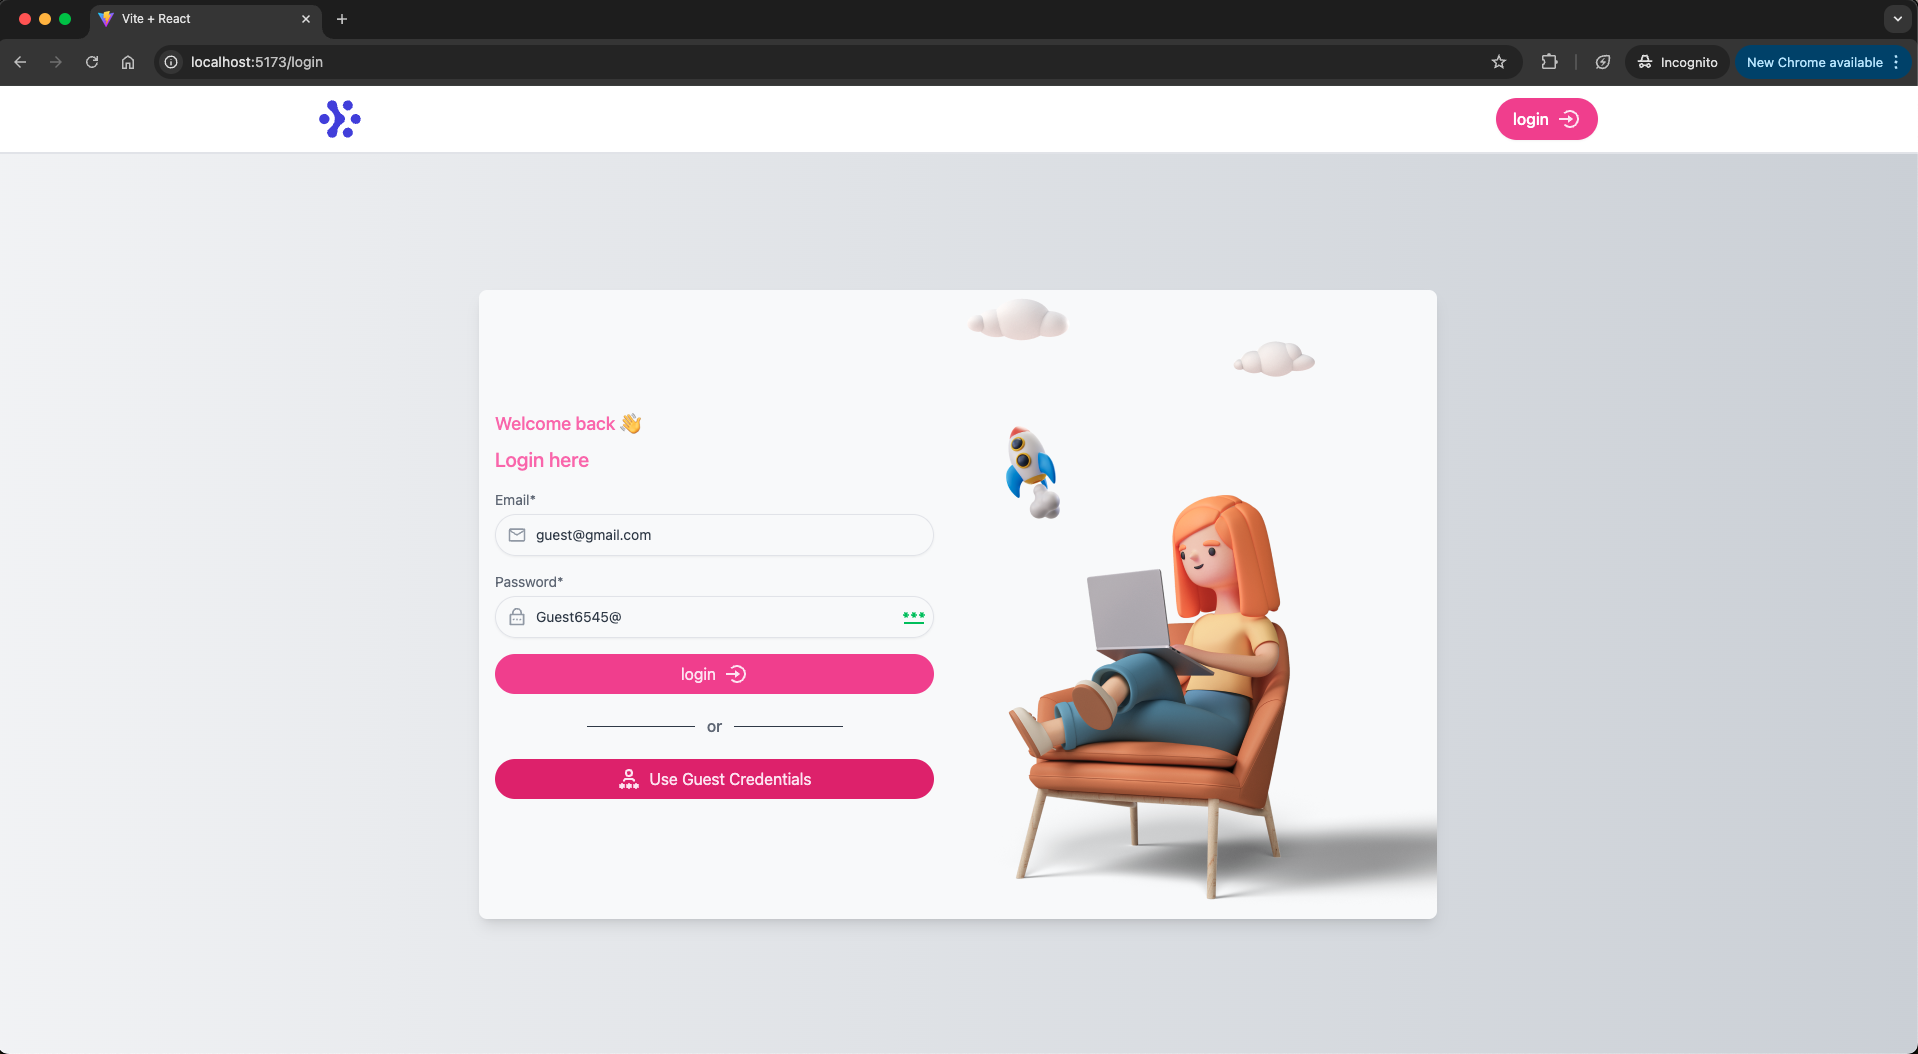 Vite + React
localhost:5173/login
Incognito
New Chrome available
login
Welcome back 👋
Login here
Email*
guest@gmail.com
Password*
Guest6545@
login
or
Use Guest Credentials